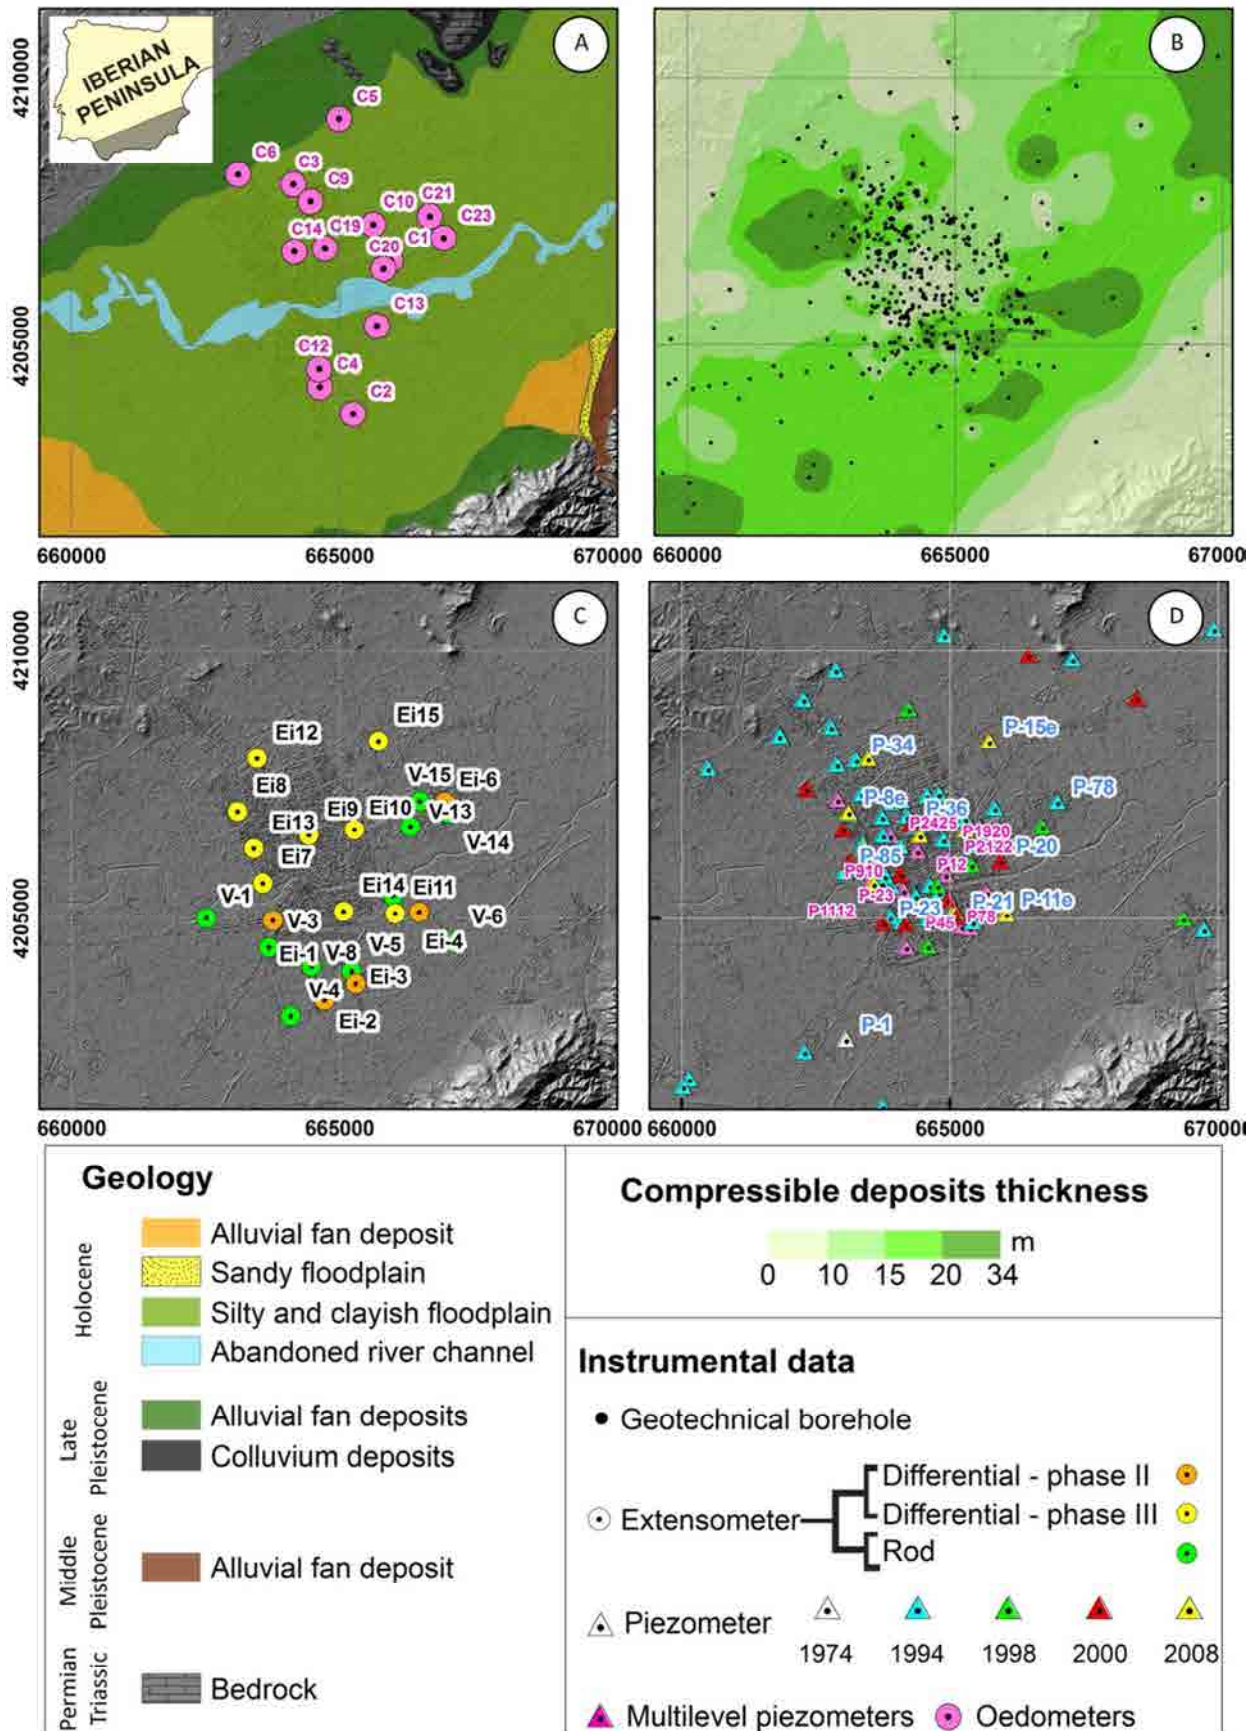 IBERIAN
PENINSULA
A
B
4210000
4205000
C5
C6
C3
C9
C10
C21
C23
C14
C19
C1
C20
C13
C12
C4
C2
660000
665000
670000
660000
665000
67000
C
D
4210000
4205000
Ei15
Ei12
V-15
Ei-6
Ei8
Ei9
Ei10
V-13
Ei13
V-14
Ei7
V-1
Ei14
Ei11
V-3
V-6
V-5
Ei-4
Ei-1
V-8
Ei-3
V-4
Ei-2
P-15e
P-34
P-78
P-8e
P-36
P2425
P1920
P2122
P-20
P-85
P910
P12
P-23
P-21
P-11e
P1112
P-23
P45
P78
P-1
660000
665000
670000
660000
665000
67000
Geology
Holocene
Alluvial fan deposit
Sandy floodplain
Silty and clayish floodplain
Abandoned river channel
Late
Pleistocene
Alluvial fan deposits
Colluvium deposits
Middle
Pleistocene
Alluvial fan deposit
Permian
Triassic
Bedrock
Compressible deposits thickness
m
0 10 15 20 34
Instrumental data
Geotechnical borehole
Extensometer
Differential - phase II
Differential - phase III
Rod
Piezometer
1974 1994 1998 2000 2008
Multilevel piezometers
Oedometers